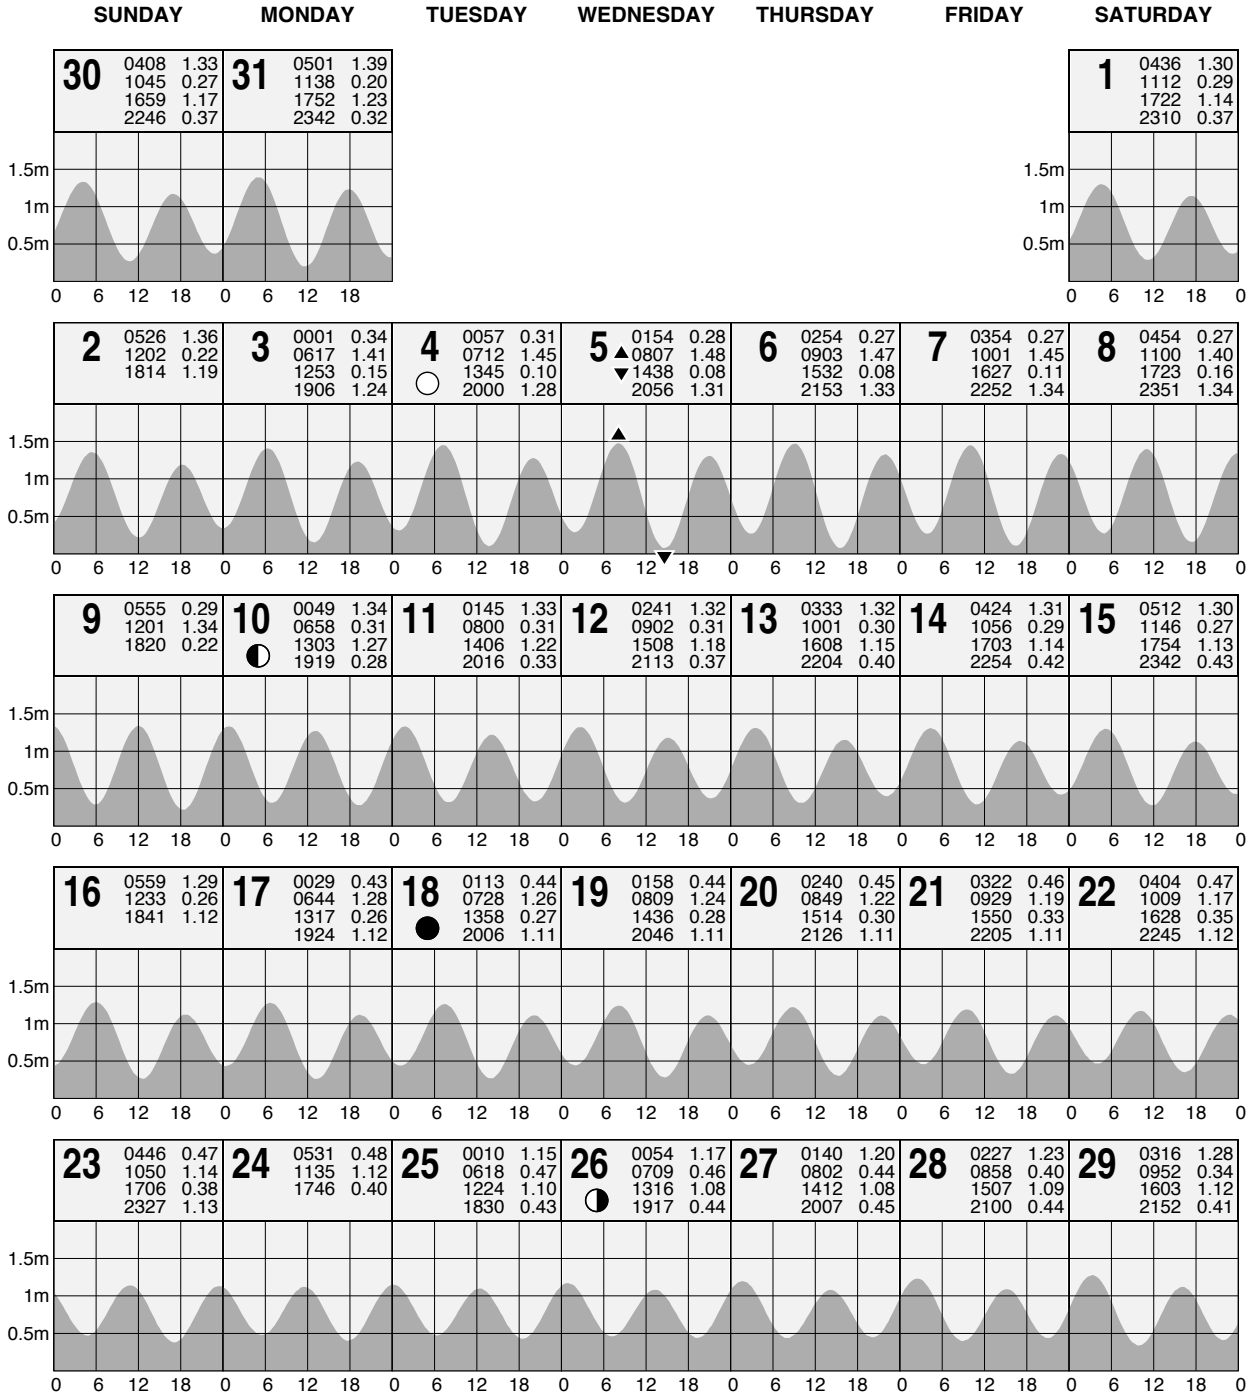 SUNDAY MONDAY TUESDAY WEDNESDAY THURSDAY FRIDAY SATURDAY
30 0408 1.33
1045 0.27
1659 1.17
2246 0.37
31 0501 1.39
1138 0.20
1752 1.23
2342 0.32
1 0436 1.30
1112 0.29
1722 1.14
2310 0.37
1.5m 1.5m
1m 1m
0.5m 0.5m
0 6 12 18 0 6 12 18 0 6 12 18 0
2 0526 1.36
1202 0.22
1814 1.19
3 0001 0.34
0617 1.41
1253 0.15
1906 1.24
4 0057 0.31
0712 1.45
1345 0.10
2000 1.28
5 0154 0.28
0807 1.48
1438 0.08
2056 1.31
6 0254 0.27
0903 1.47
1532 0.08
2153 1.33
7 0354 0.27
1001 1.45
1627 0.11
2252 1.34
8 0454 0.27
1100 1.40
1723 0.16
2351 1.34
1.5m
1m
0.5m
0 6 12 18 0 6 12 18 0 6 12 18 0 6 12 18 0 6 12 18 0 6 12 18 0 6 12 18 0
9 0555 0.29
1201 1.34
1820 0.22
10 0049 1.34
0658 0.31
1303 1.27
1919 0.28
11 0145 1.33
0800 0.31
1406 1.22
2016 0.33
12 0241 1.32
0902 0.31
1508 1.18
2113 0.37
13 0333 1.32
1001 0.30
1608 1.15
2204 0.40
14 0424 1.31
1056 0.29
1703 1.14
2254 0.42
15 0512 1.30
1146 0.27
1754 1.13
2342 0.43
1.5m
1m
0.5m
0 6 12 18 0 6 12 18 0 6 12 18 0 6 12 18 0 6 12 18 0 6 12 18 0 6 12 18 0
16 0559 1.29
1233 0.26
1841 1.12
17 0029 0.43
0644 1.28
1317 0.26
1924 1.12
18 0113 0.44
0728 1.26
1358 0.27
2006 1.11
19 0158 0.44
0809 1.24
1436 0.28
2046 1.11
20 0240 0.45
0849 1.22
1514 0.30
2126 1.11
21 0322 0.46
0929 1.19
1550 0.33
2205 1.11
22 0404 0.47
1009 1.17
1628 0.35
2245 1.12
1.5m
1m
0.5m
0 6 12 18 0 6 12 18 0 6 12 18 0 6 12 18 0 6 12 18 0 6 12 18 0 6 12 18 0
23 0446 0.47
1050 1.14
1706 0.38
2327 1.13
24 0531 0.48
1135 1.12
1746 0.40
25 0010 1.15
0618 0.47
1224 1.10
1830 0.43
26 0054 1.17
0709 0.46
1316 1.08
1917 0.44
27 0140 1.20
0802 0.44
1412 1.08
2007 0.45
28 0227 1.23
0858 0.40
1507 1.09
2100 0.44
29 0316 1.28
0952 0.34
1603 1.12
2152 0.41
1.5m
1m
0.5m
0 6 12 18 0 6 12 18 0 6 12 18 0 6 12 18 0 6 12 18 0 6 12 18 0 6 12 18 0